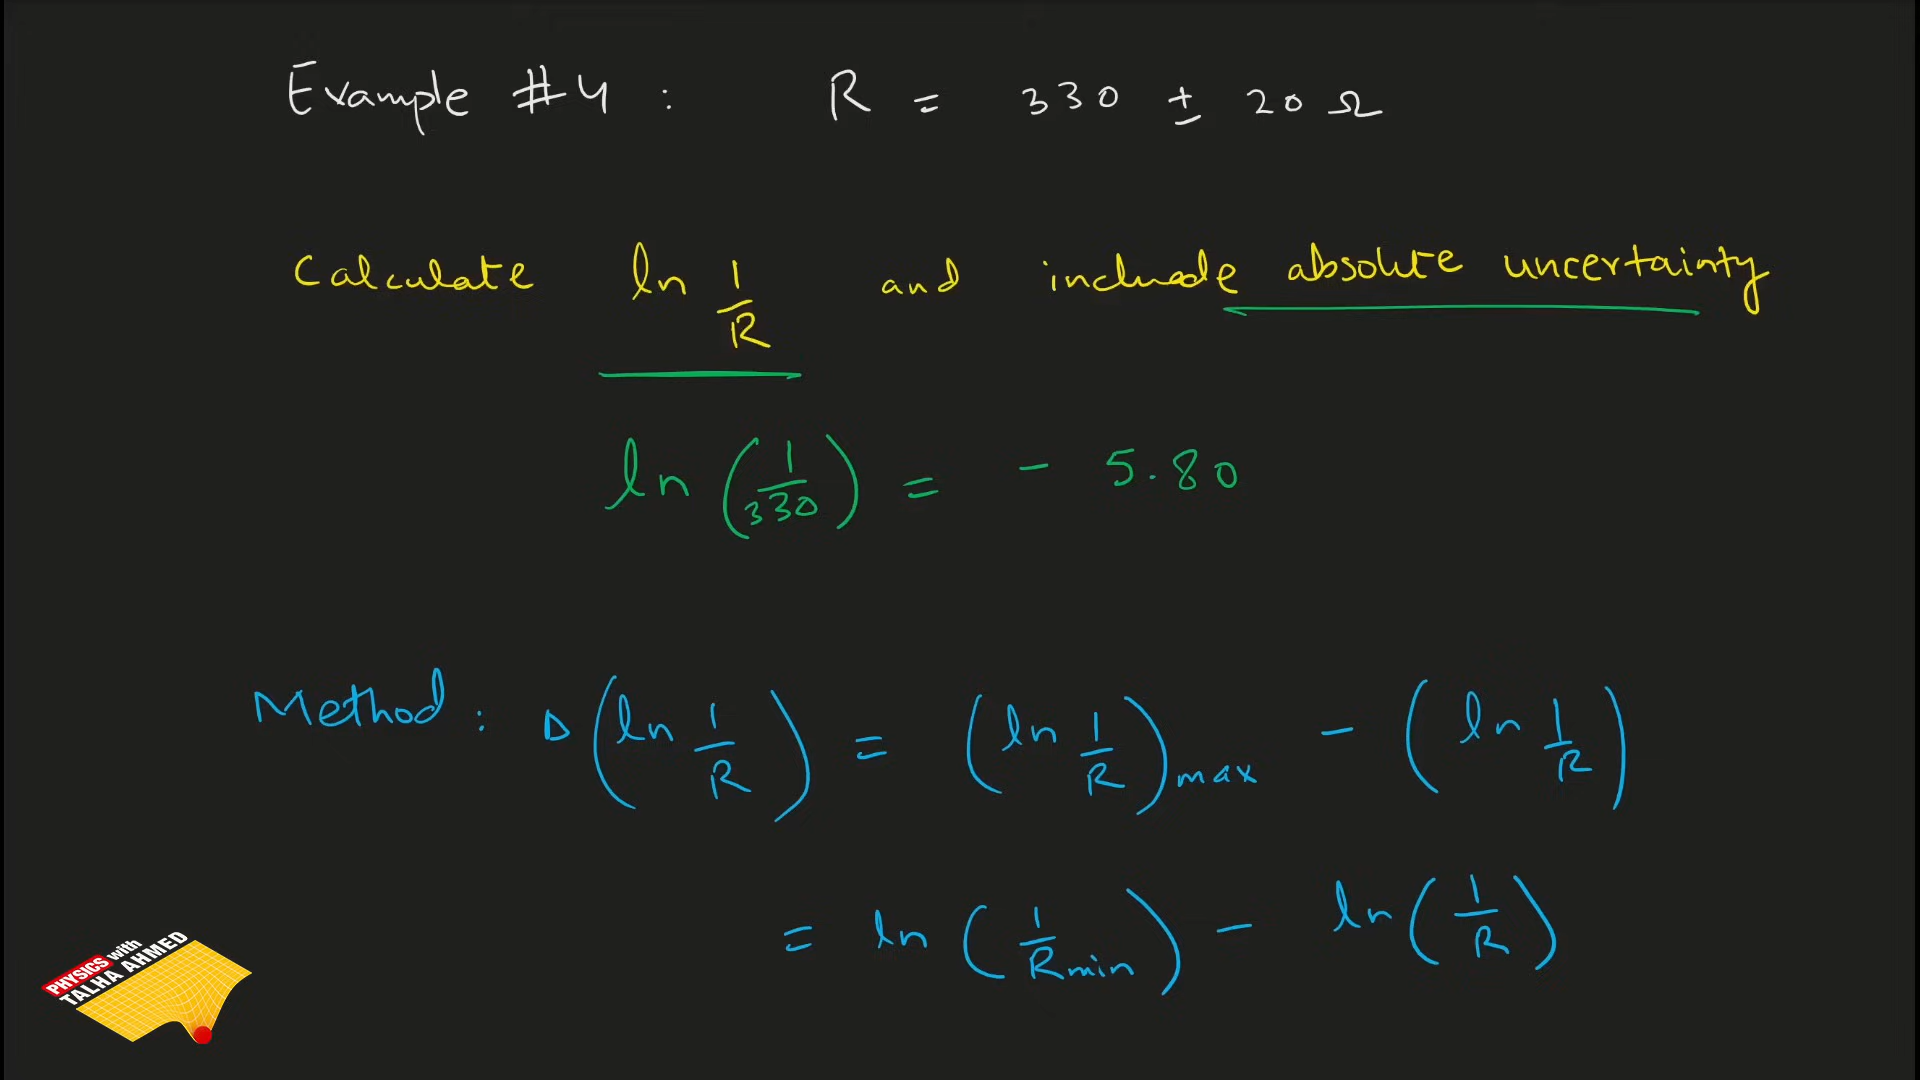 Example #4 : R = 330 ± 20 Ω
Calculate ln 1/R and include absolute uncertainty
ln (1/330) = - 5.80
Method : Δ(ln 1/R) = (ln 1/R)max - (ln 1/R)
= ln (1/Rmin) - ln (1/R)
PHYSICS with
TALHA AHMED